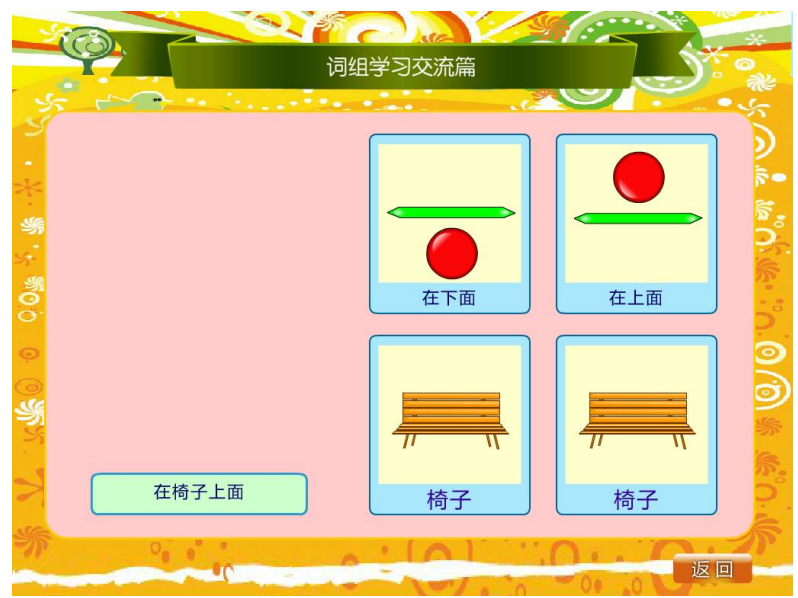 词组学习交流篇
在下面
在上面
椅子
椅子
在椅子上面
返回